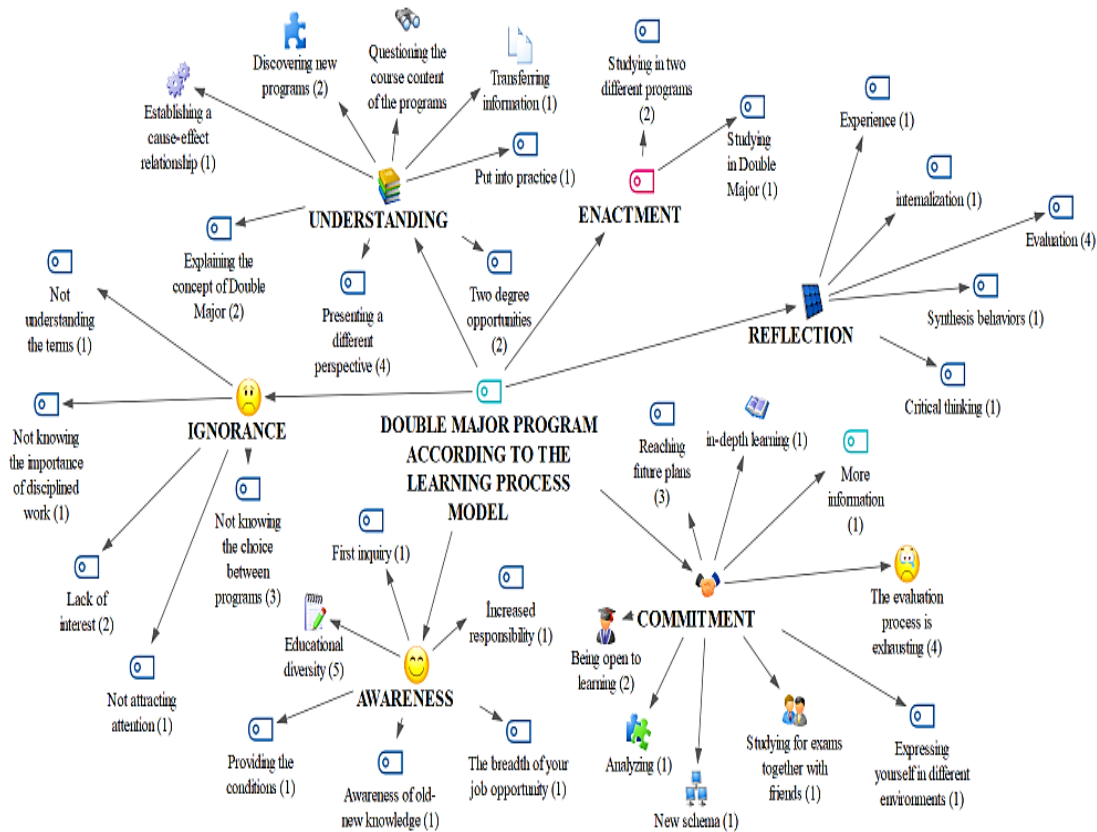 Establishing a
cause-effect
relationship (1)
Discovering new
programs (2)
Questioning the
course content
of the programs
Transferring
information (1)
Put into practice (1)
UNDERSTANDING
Explaining the
concept of Double
Major (2)
Presenting a
different
perspective (4)
Two degree
opportunities
(2)
Studying in two
different programs
(2)
Studying
in Double
Major (1)
ENACTMENT
Experience (1)
internalization (1)
Evaluation (4)
Synthesis behaviors (1)
Critical thinking (1)
REFLECTION
Not
understanding
the terms (1)
Not knowing
the importance
of disciplined
work (1)
IGNORANCE
Lack of
interest (2)
Not attracting
attention (1)
Not knowing
the choice
between
programs (3)
DOUBLE MAJOR PROGRAM
ACCORDING TO THE
LEARNING PROCESS
MODEL
First inquiry (1)
Educational
diversity (5)
Increased
responsibility (1)
AWARENESS
Providing the
conditions (1)
Awareness of old-
new knowledge (1)
The breadth of your
job opportunity (1)
Reaching
future plans
(3)
in-depth learning (1)
More
information
(1)
The evaluation
process is
exhausting (4)
COMMITMENT
Being open to
learning (2)
Analyzing (1)
New schema (1)
Studying for exams
together with
friends (1)
Expressing
yourself in different
environments (1)